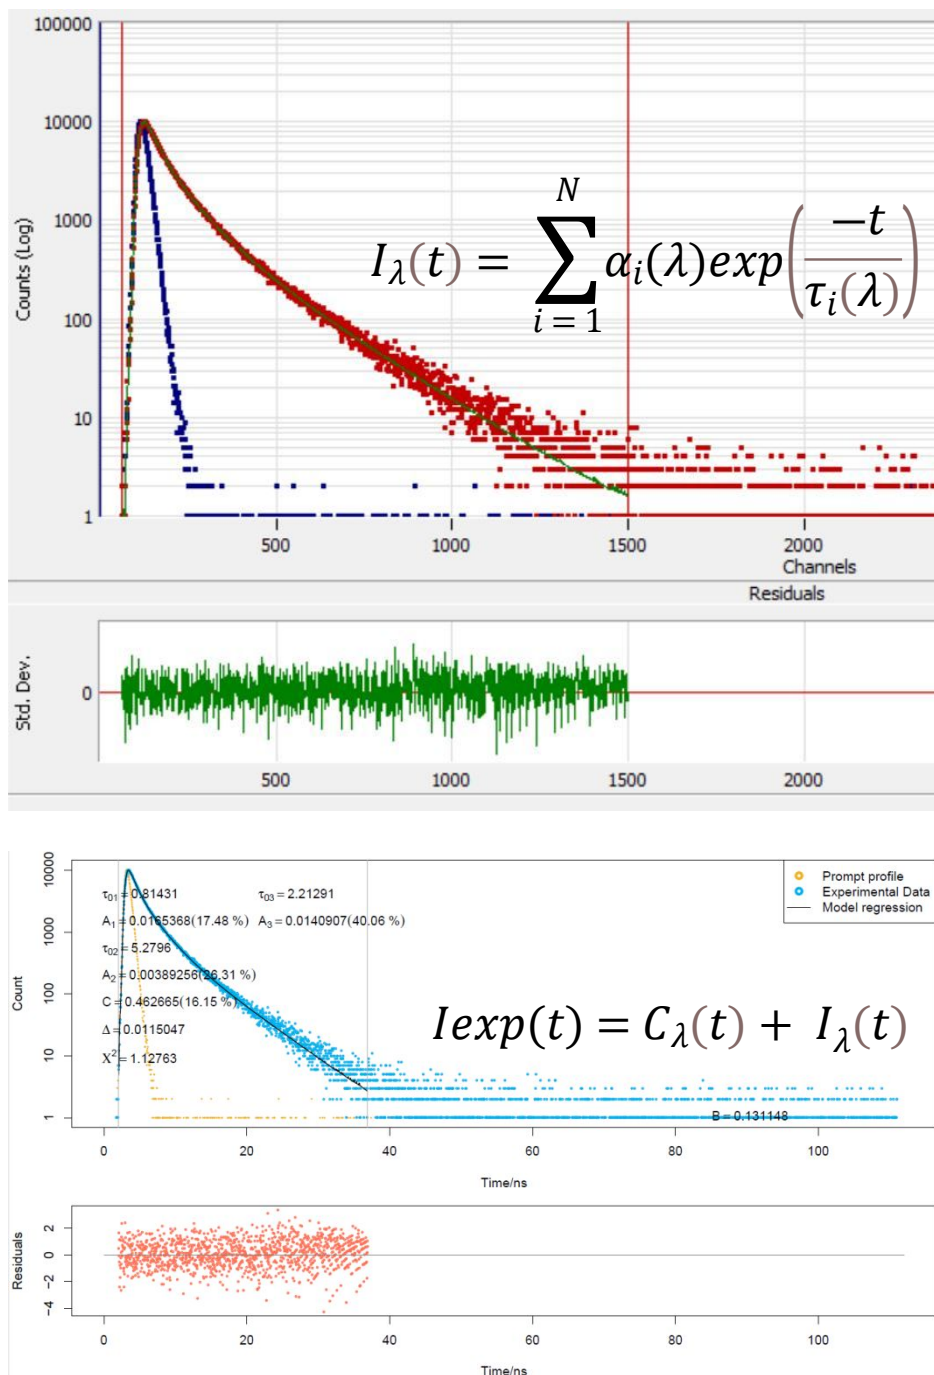 100000
10000
1000
100
10
1
Counts (Log)
I_λ(t) = ∑_{i = 1}^{N} α_i(λ)exp(−t/τ_i(λ))
500 1000 1500 2000
Channels
Residuals
Std. Dev.
0
500 1000 1500 2000
10000
1000
100
10
1
Count
τ₀₁ = 0.81431 τ₀₃ = 2.21291
A₁ = 0.0165368(17.48 %) A₃ = 0.0140907(40.06 %)
τ₀₂ = 5.2796
A₂ = 0.00389256(26.31 %)
C = 0.462665(16.15 %)
Δ = 0.0115047
X² = 1.12763
Prompt profile
Experimental Data
Model regression
Iexp(t) = C_λ(t) + I_λ(t)
B = 0.131148
0 20 40 60 80 100
Time/ns
Residuals
2
0
−2
−4
0 20 40 60 80 100
Time/ns